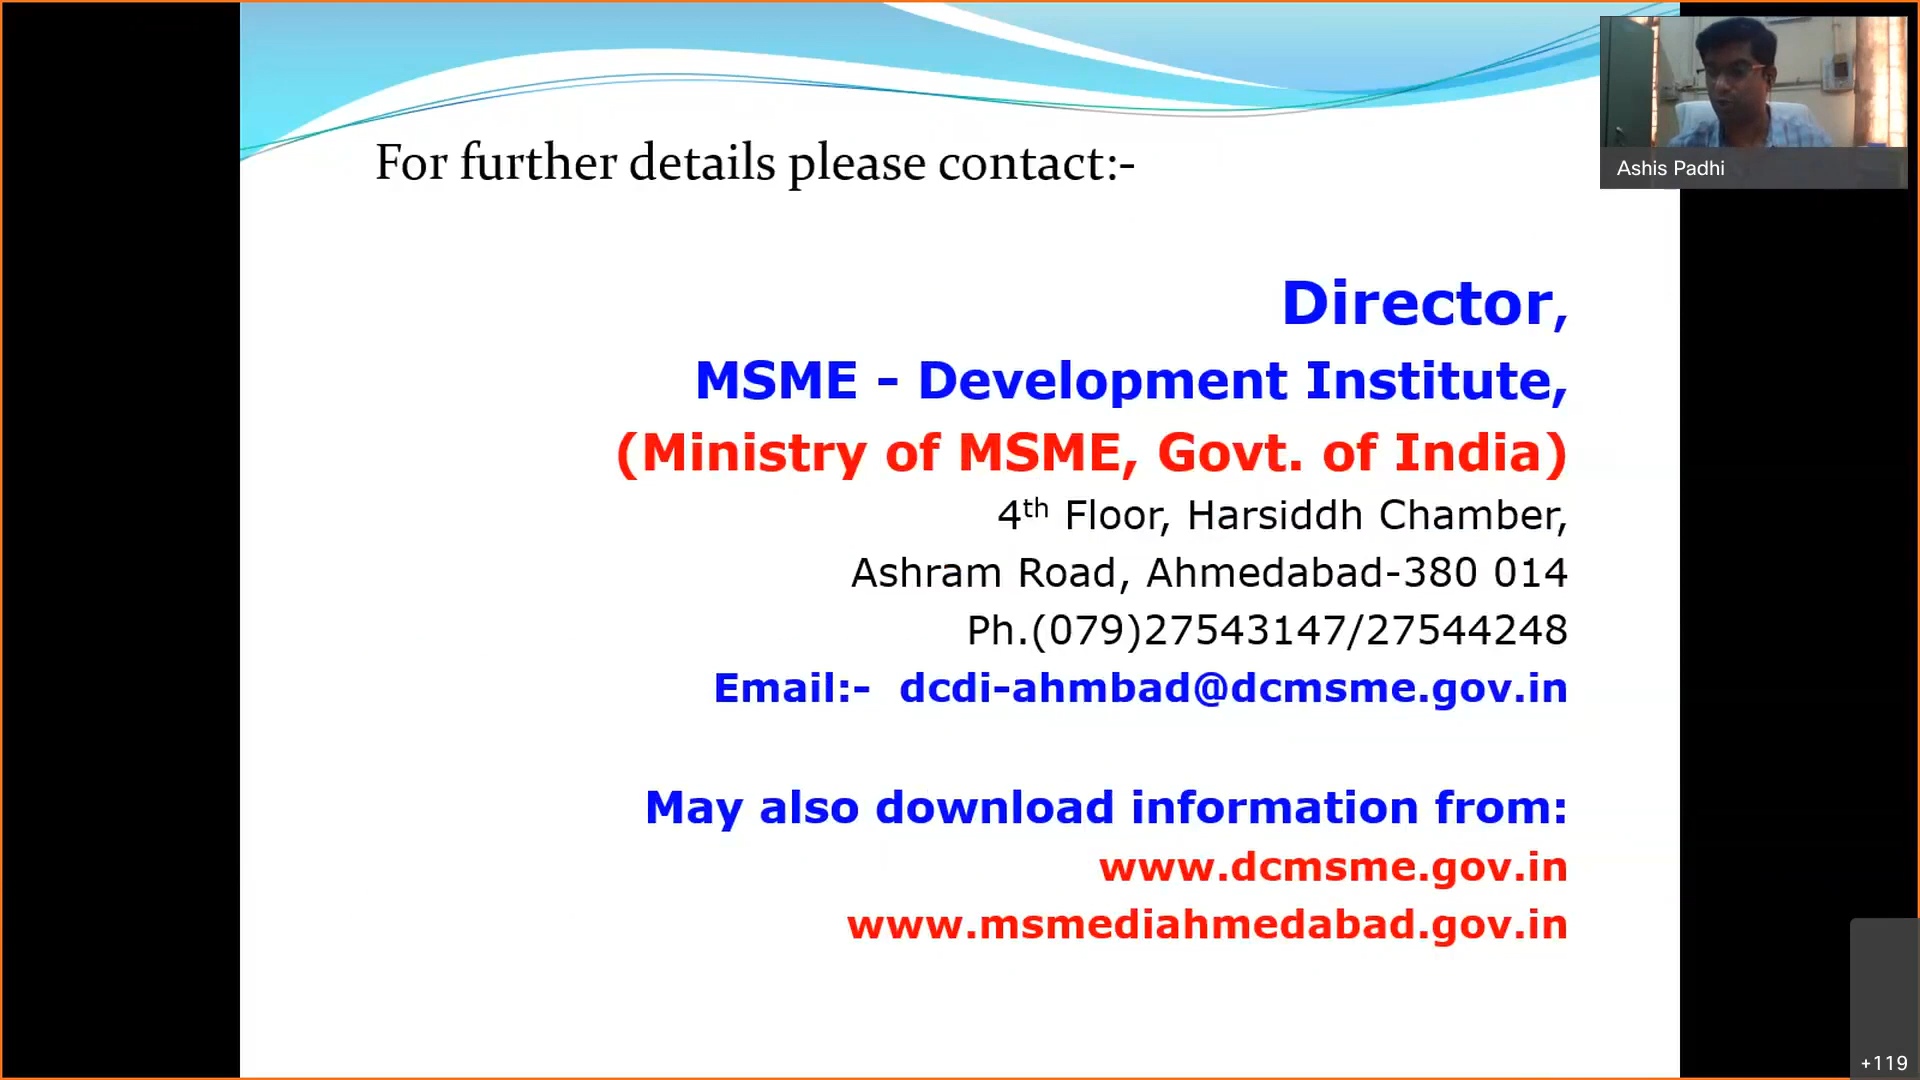 For further details please contact:-
Ashis Padhi
Director,
MSME - Development Institute,
(Ministry of MSME, Govt. of India)
4th Floor, Harsiddh Chamber,
Ashram Road, Ahmedabad-380 014
Ph.(079)27543147/27544248
Email:- dcdi-ahmbad@dcmsme.gov.in
May also download information from:
www.dcmsme.gov.in
www.msmediahmedabad.gov.in
+119